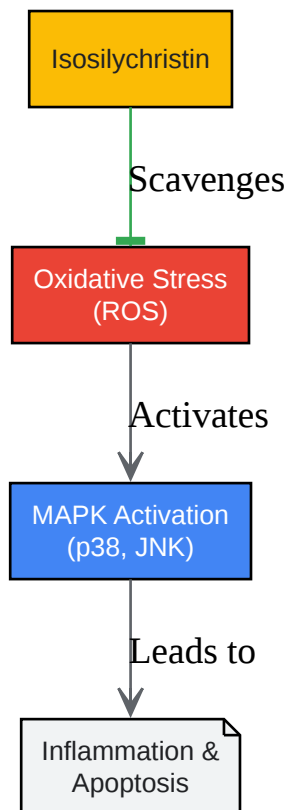 Isosilychristin
Scavenges
Oxidative Stress
(ROS)
Activates
MAPK Activation
(p38, JNK)
Leads to
Inflammation &
Apoptosis